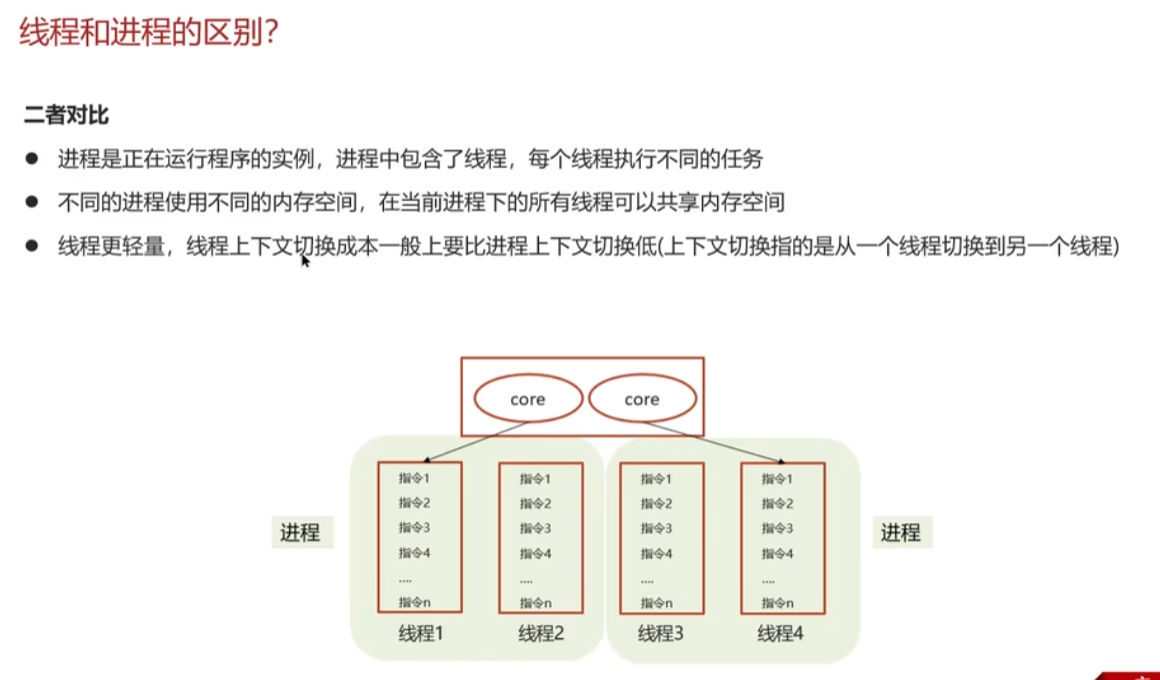 线程和进程的区别?
二者对比
● 进程是正在运行程序的实例，进程中包含了线程，每个线程执行不同的任务
● 不同的进程使用不同的内存空间，在当前进程下的所有线程可以共享内存空间
● 线程更轻量，线程上下文切换成本一般上要比进程上下文切换低(上下文切换指的是从一个线程切换到另一个线程)
core
core
进程
指令1
指令2
指令3
指令4
....
指令n
线程1
指令1
指令2
指令3
指令4
....
指令n
线程2
指令1
指令2
指令3
指令4
....
指令n
线程3
指令1
指令2
指令3
指令4
....
指令n
线程4
进程